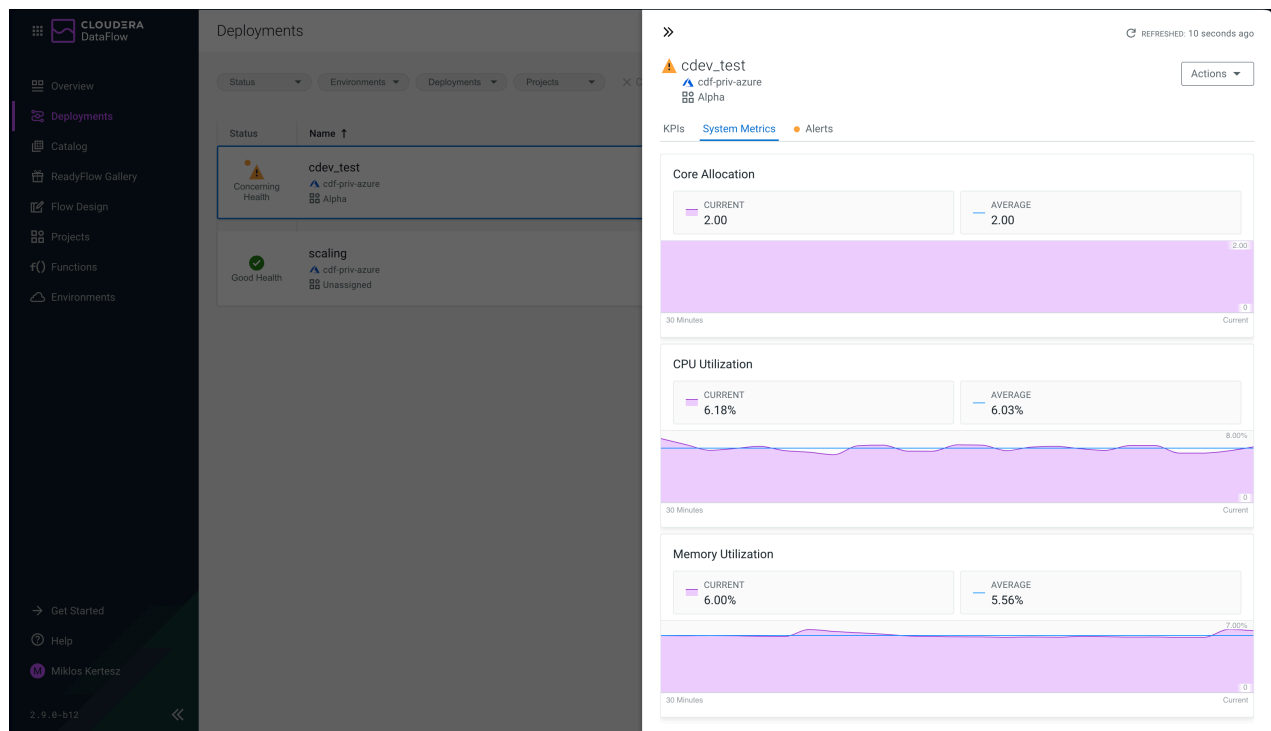 CLOUDERA
DataFlow
Overview
Deployments
Catalog
ReadyFlow Gallery
Flow Design
Projects
f() Functions
Environments
Get Started
Help
M Miklos Kertesz
2.9.0-b12
Deployments
Status Environments Deployments Projects
Status Name
Concerning Health
cdev_test
cdf-priv-azure
Alpha
Good Health
scaling
cdf-priv-azure
Unassigned
REFRESHED: 10 seconds ago
cdev_test
cdf-priv-azure
Alpha
Actions
KPIs System Metrics Alerts
Core Allocation
CURRENT
2.00
AVERAGE
2.00
2.00
0
30 Minutes Current
CPU Utilization
CURRENT
6.18%
AVERAGE
6.03%
8.00%
0
30 Minutes Current
Memory Utilization
CURRENT
6.00%
AVERAGE
5.56%
7.00%
0
30 Minutes Current